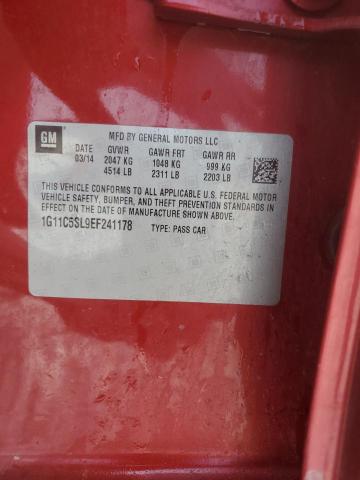 GM
MFD BY GENERAL MOTORS LLC
DATE GVWR GAWR FRT GAWR RR
03/14 2047 KG 1048 KG 999 KG
4514 LB 2311 LB 2203 LB
THIS VEHICLE CONFORMS TO ALL APPLICABLE U.S. FEDERAL MOTOR
VEHICLE SAFETY, BUMPER, AND THEFT PREVENTION STANDARDS IN
EFFECT ON THE DATE OF MANUFACTURE SHOWN ABOVE.
1G11C5SL9EF241178 TYPE: PASS CAR